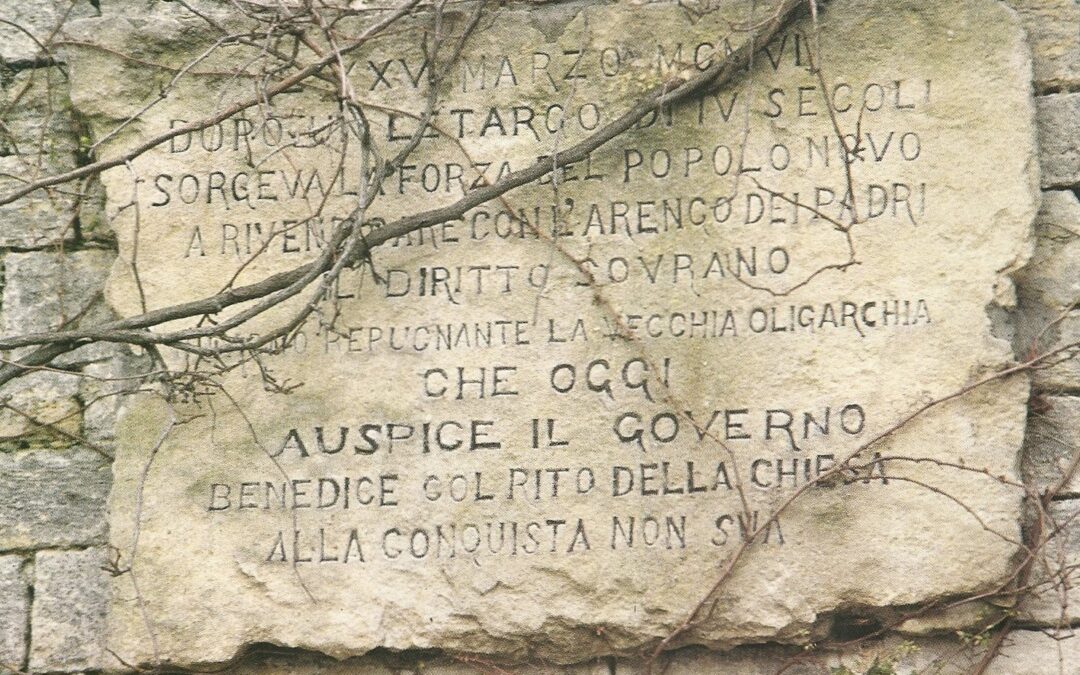 XXV MARZO MCMVI
DOPO UN LETARGO DI IV SECOLI
SORGEVA LA FORZA DEL POPOLO NOVO
A RIVENDICARE CON L'ARENGO DEI PADRI
IL DIRITTO SOVRANO
REPUGNANTE LA VECCHIA OLIGARCHIA
CHE OGGI
AUSPICE IL GOVERNO
BENEDICE COL RITO DELLA CHIESA
ALLA CONQUISTA NON SUA